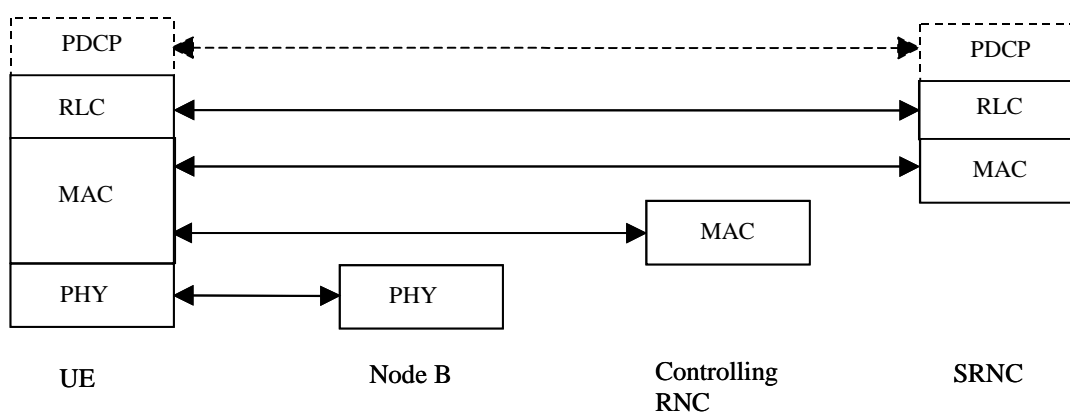 PDCP
PDCP
RLC
RLC
MAC
MAC
MAC
PHY
PHY
UE
Node B
Controlling
RNC
SRNC